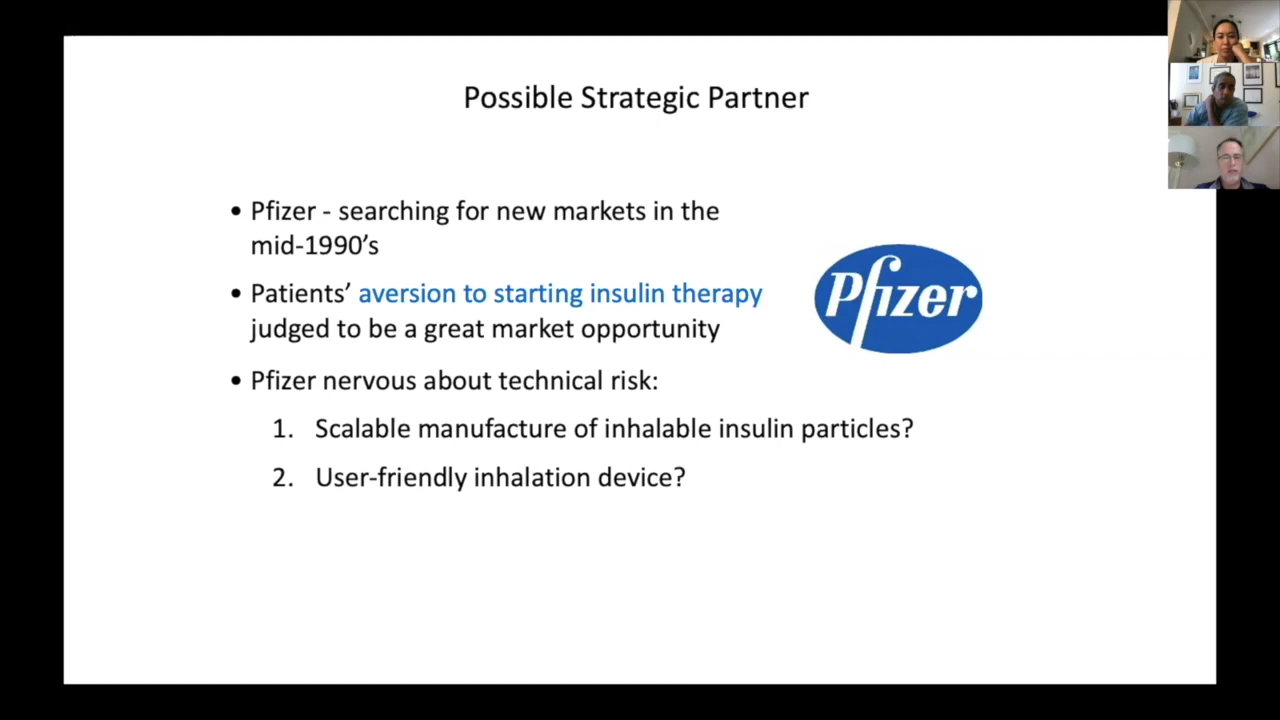 Possible Strategic Partner
• Pfizer - searching for new markets in the
mid-1990’s
• Patients’ aversion to starting insulin therapy
judged to be a great market opportunity
Pfizer
• Pfizer nervous about technical risk:
1. Scalable manufacture of inhalable insulin particles?
2. User-friendly inhalation device?